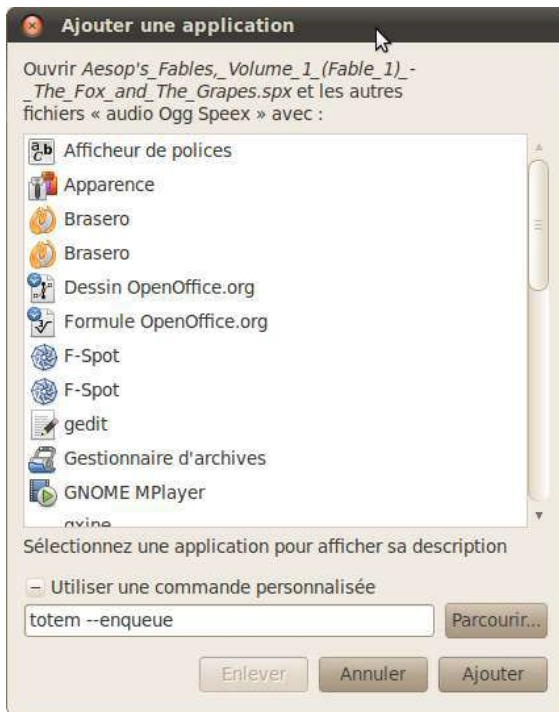 Ajouter une application
Ouvrir Aesop's_Fables,_Volume_1_(Fable_1)_-
_The_Fox_and_The_Grapes.spx et les autres
fichiers « audio Ogg Speex » avec :
Afficheur de polices
Apparence
Brasero
Brasero
Dessin OpenOffice.org
Formule OpenOffice.org
F-Spot
F-Spot
gedit
Gestionnaire d'archives
GNOME MPlayer
gxine
Sélectionnez une application pour afficher sa description
Utiliser une commande personnalisée
totem --enqueue
Parcourir...
Enlever
Annuler
Ajouter